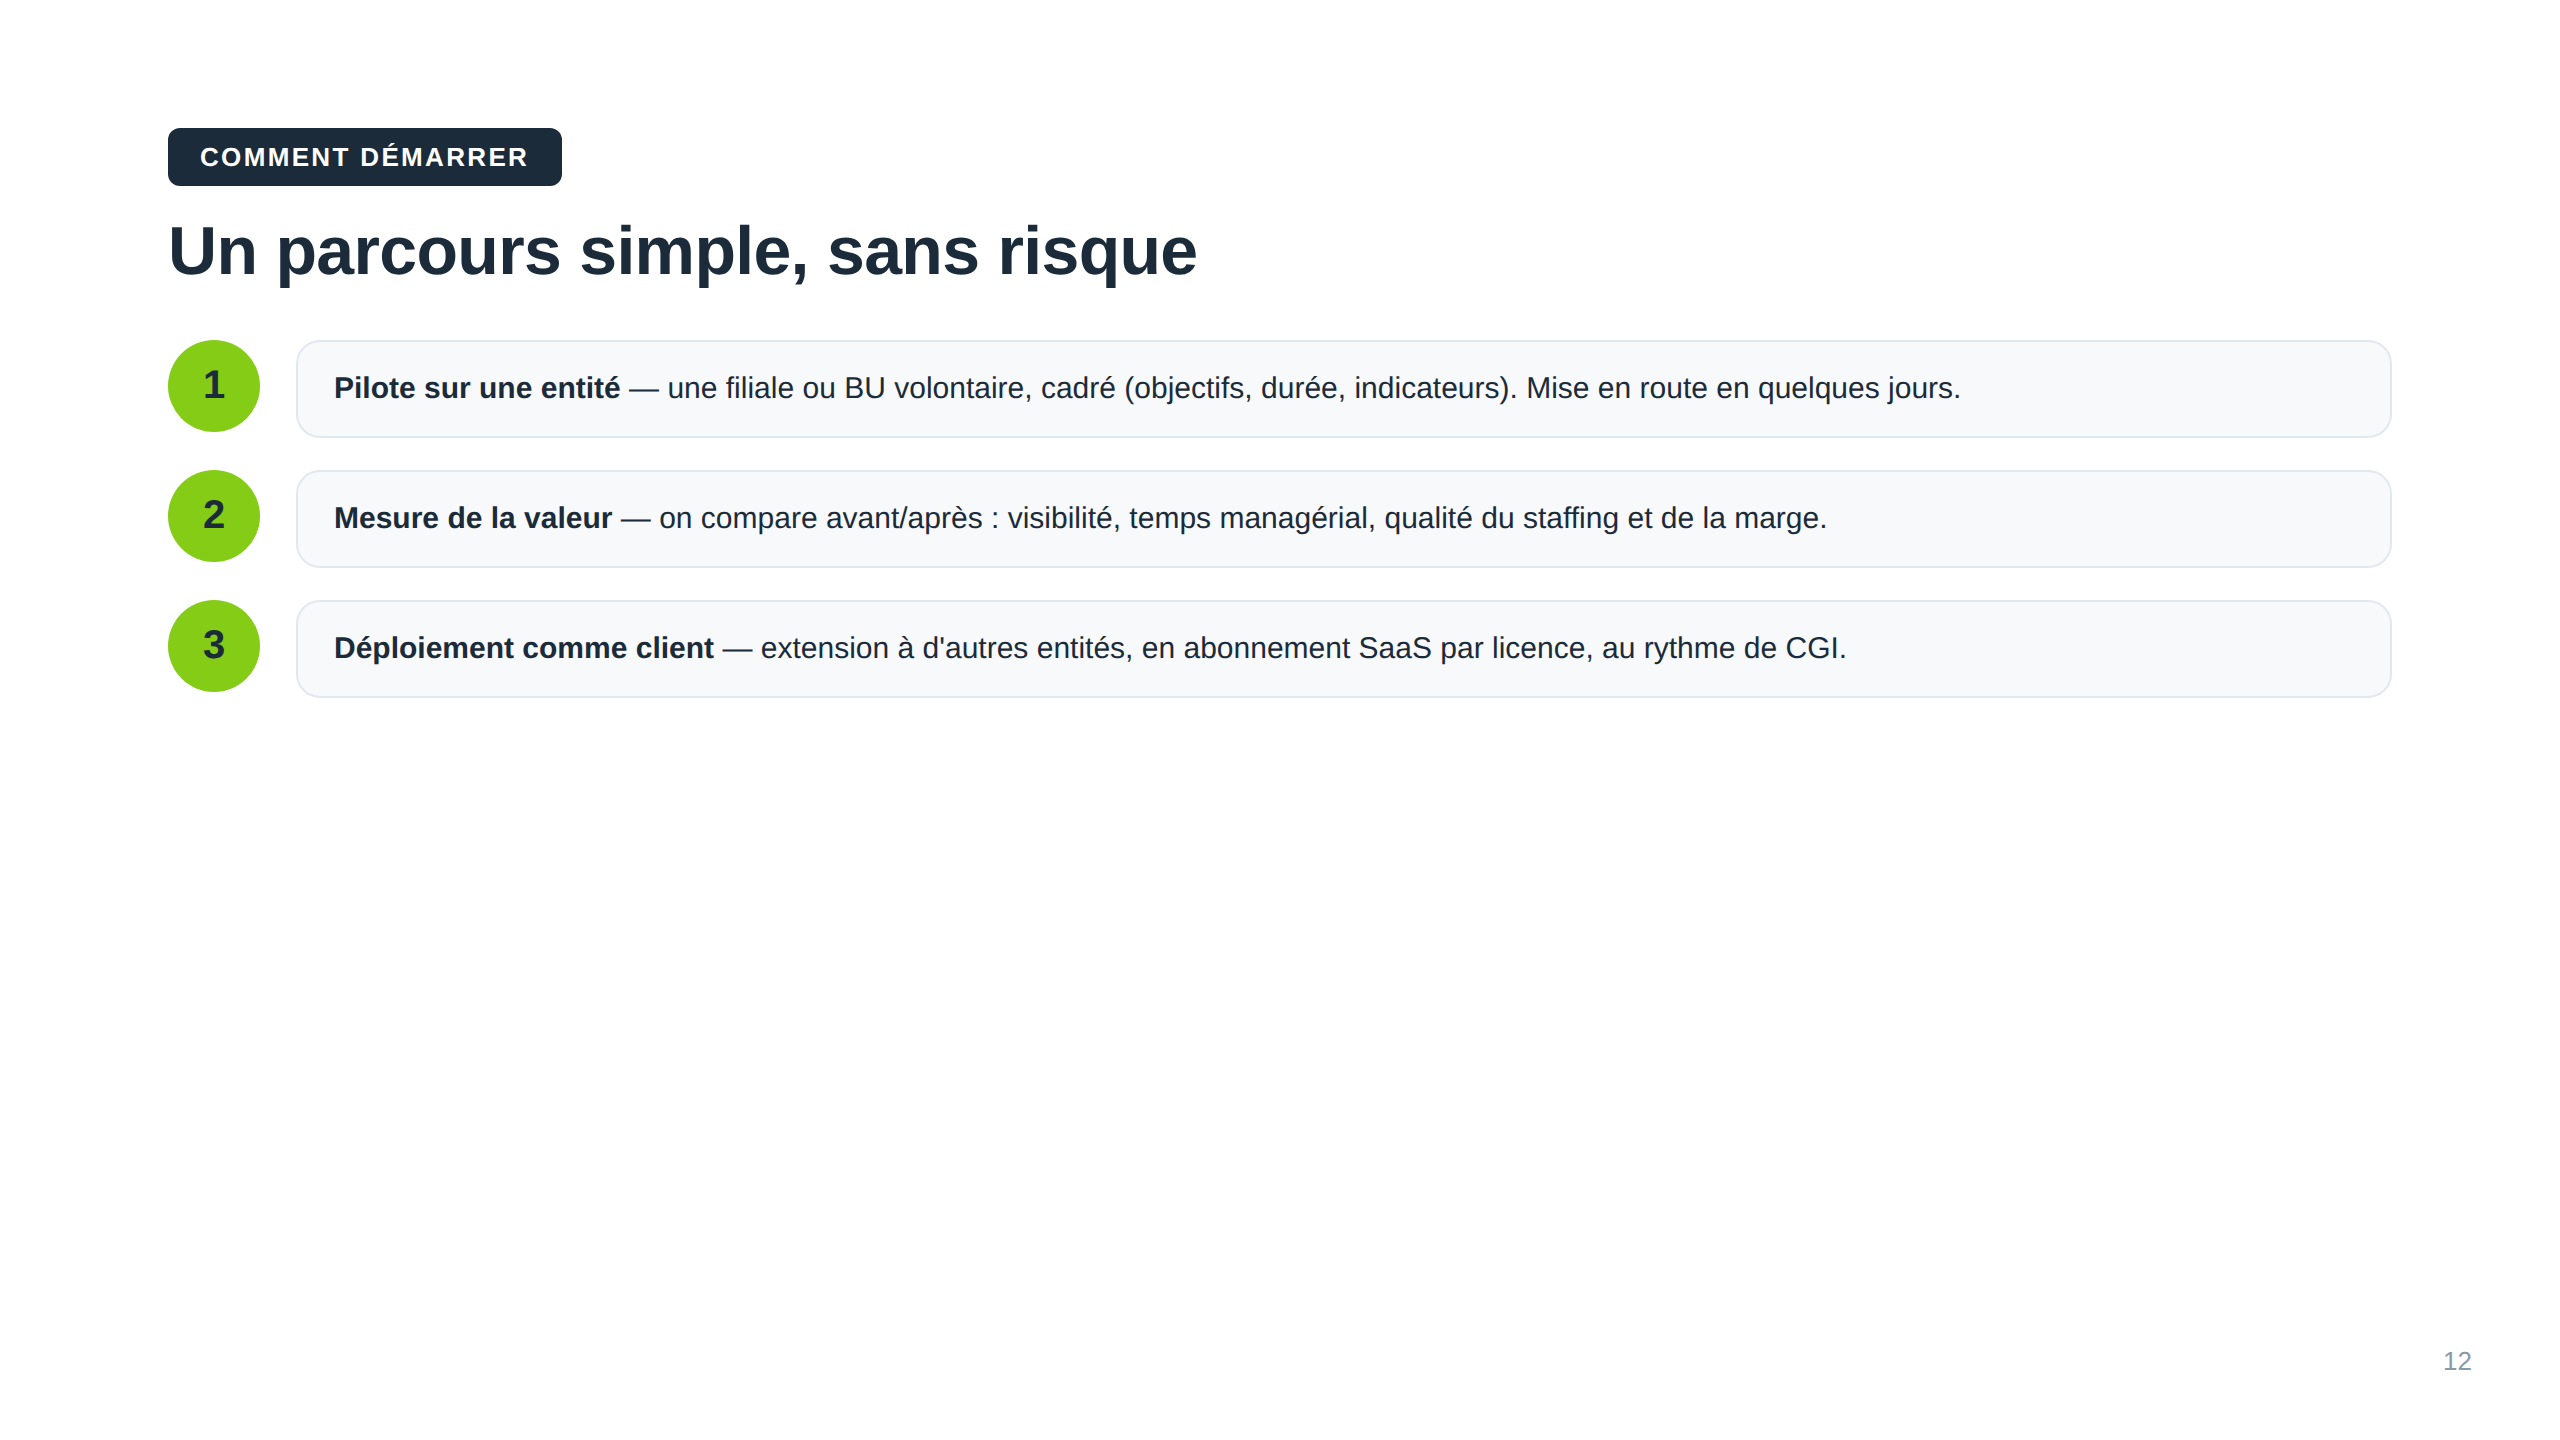 COMMENT DÉMARRER
Un parcours simple, sans risque
1
Pilote sur une entité — une filiale ou BU volontaire, cadré (objectifs, durée, indicateurs). Mise en route en quelques jours.
2
Mesure de la valeur — on compare avant/après : visibilité, temps managérial, qualité du staffing et de la marge.
3
Déploiement comme client — extension à d'autres entités, en abonnement SaaS par licence, au rythme de CGI.
12